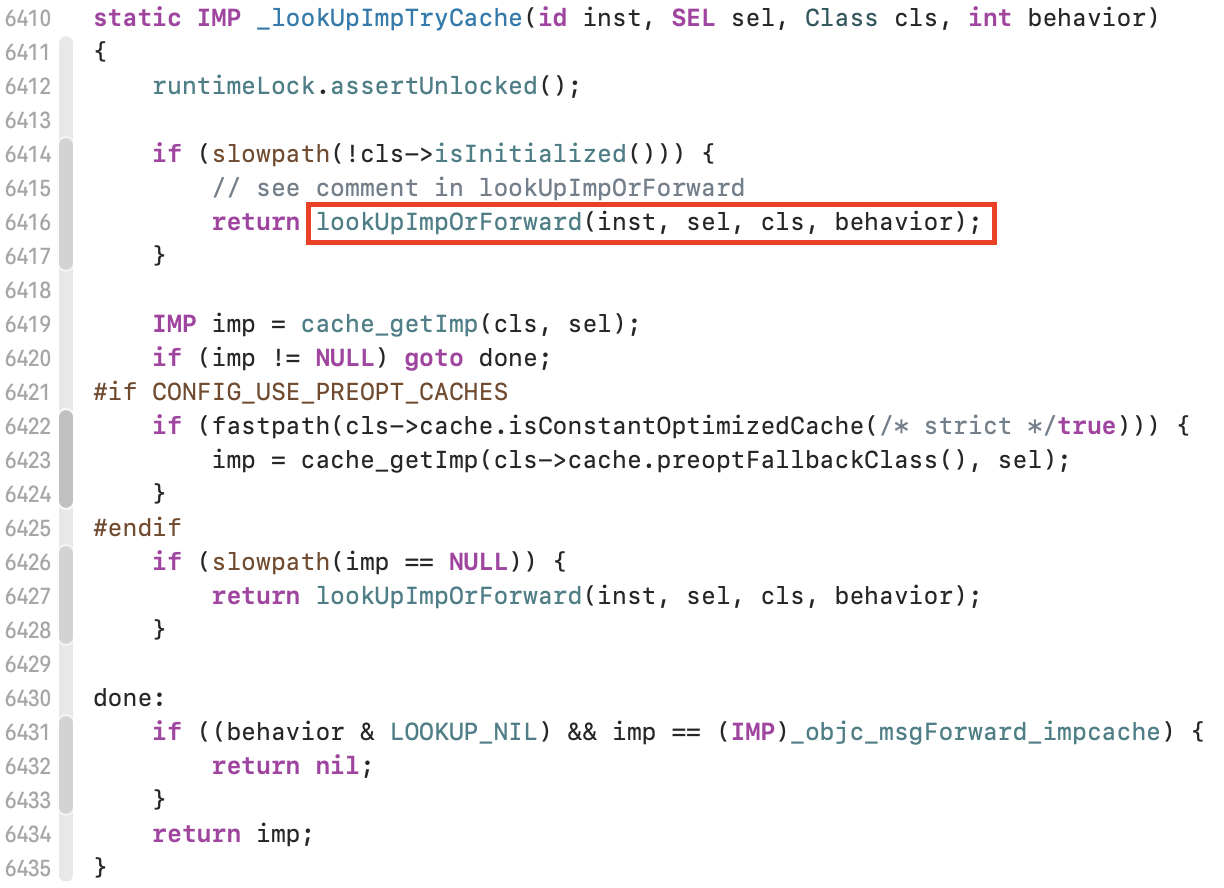 6410 static IMP _lookUpImpTryCache(id inst, SEL sel, Class cls, int behavior)
6411 {
6412     runtimeLock.assertUnlocked();
6413
6414     if (slowpath(!cls->isInitialized())) {
6415         // see comment in lookUpImpOrForward
6416         return lookUpImpOrForward(inst, sel, cls, behavior);
6417     }
6418
6419     IMP imp = cache_getImp(cls, sel);
6420     if (imp != NULL) goto done;
6421 #if CONFIG_USE_PREOPT_CACHES
6422     if (fastpath(cls->cache.isConstantOptimizedCache(/* strict */true))) {
6423         imp = cache_getImp(cls->cache.preoptFallbackClass(), sel);
6424     }
6425 #endif
6426     if (slowpath(imp == NULL)) {
6427         return lookUpImpOrForward(inst, sel, cls, behavior);
6428     }
6429
6430 done:
6431     if ((behavior & LOOKUP_NIL) && imp == (IMP)_objc_msgForward_impcache) {
6432         return nil;
6433     }
6434     return imp;
6435 }